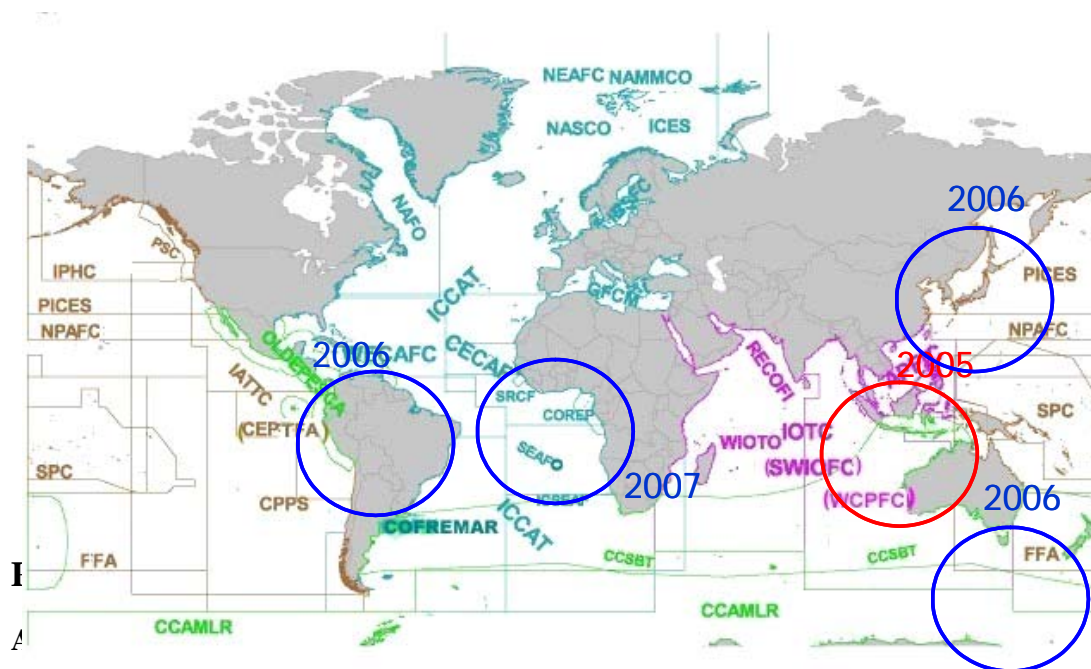 NEAFC NAMMCO
NASCO ICES
2006
NAFO
PSC
IPHC
PICES
PICES
ICCAT
GFCM
NPAFC
NPAFC
OLDEPESCA
2006
WECAFC
CECAF
RECOFI
2005
IATTC
SRCF
COREP
SPC
(CEPTFA)
WIOTO
IOTC
SEAFO
(SWIOFC)
SPC
2007
(WCPFC)
2006
CPPS
ICCAT
COFREMAR
FFA
CCSBT
CCSBT
FFA
CCAMLR
CCAMLR